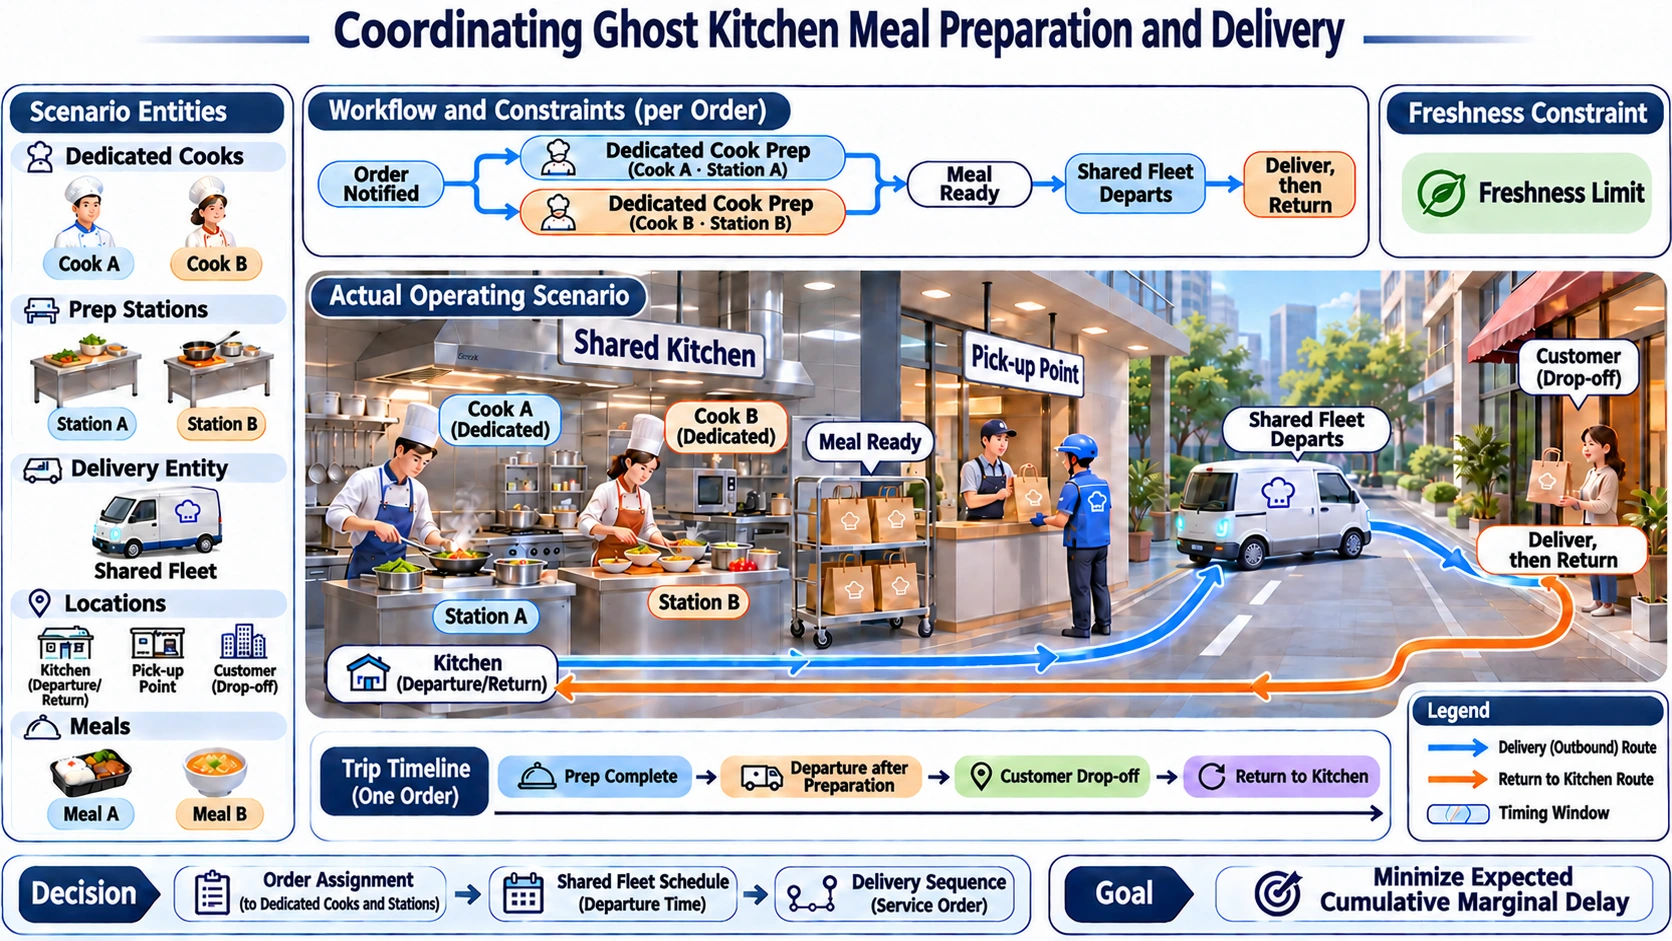 Coordinating Ghost Kitchen Meal Preparation and Delivery
Scenario Entities
Dedicated Cooks
Cook A
Cook B
Prep Stations
Station A
Station B
Delivery Entity
Shared Fleet
Locations
Kitchen
(Departure/
Return)
Pick-up
Point
Customer
(Drop-off)
Meals
Meal A
Meal B
Workflow and Constraints (per Order)
Order
Notified
Dedicated Cook Prep
(Cook A · Station A)
Dedicated Cook Prep
(Cook B · Station B)
Meal
Ready
Shared Fleet
Departs
Deliver,
then
Return
Freshness Constraint
Freshness Limit
Actual Operating Scenario
Shared Kitchen
Pick-up Point
Cook A
(Dedicated)
Cook B
(Dedicated)
Meal Ready
Shared Fleet
Departs
Customer
(Drop-off)
Deliver,
then Return
Station A
Station B
Kitchen
(Departure/Return)
Legend
Delivery (Outbound) Route
Return to Kitchen Route
Timing Window
Trip Timeline
(One Order)
Prep Complete
Departure after
Preparation
Customer Drop-off
Return to Kitchen
Decision
Order Assignment
(to Dedicated Cooks and Stations)
Shared Fleet Schedule
(Departure Time)
Delivery Sequence
(Service Order)
Goal
Minimize Expected
Cumulative Marginal Delay